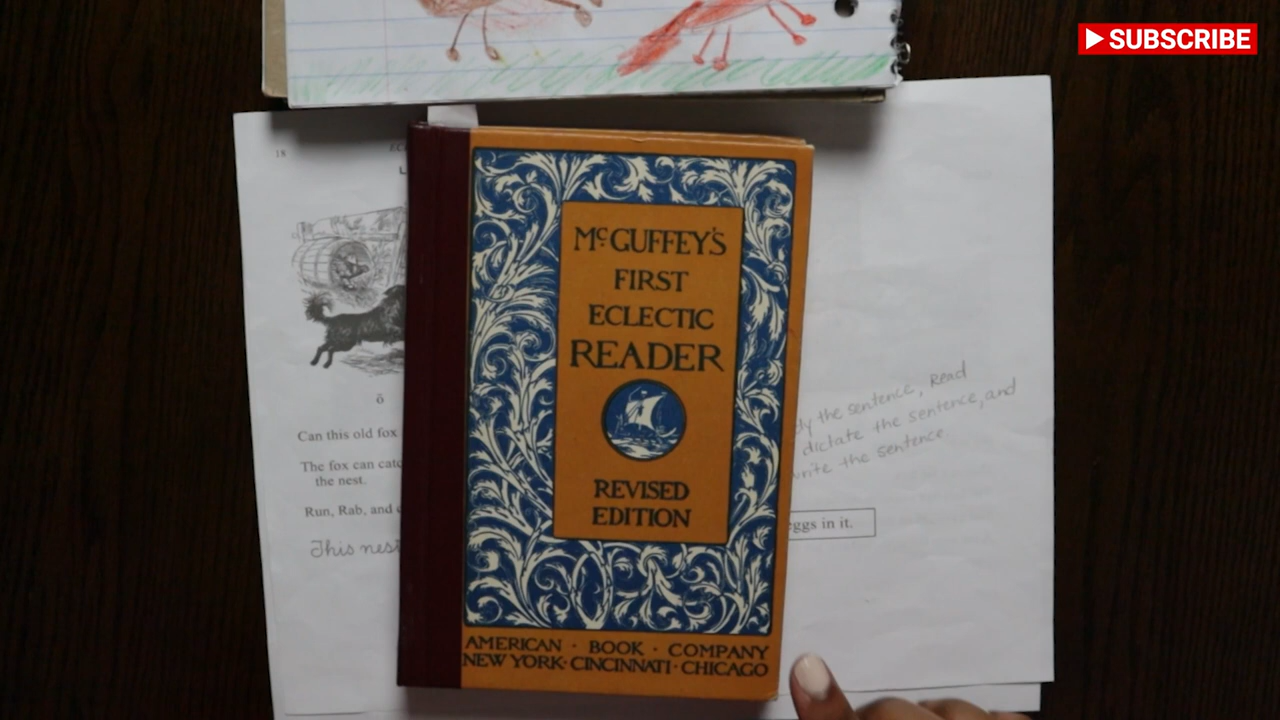 SUBSCRIBE
18
McGUFFEY'S
FIRST
ECLECTIC
READER
REVISED
EDITION
AMERICAN · BOOK · COMPANY
NEW YORK · CINCINNATI · CHICAGO
ŏ
Can this old fox
The fox can
the nest.
Run, Rab, and
This nest
the sentence, Read
dictate the sentence, and
write the sentence.
eggs in it.